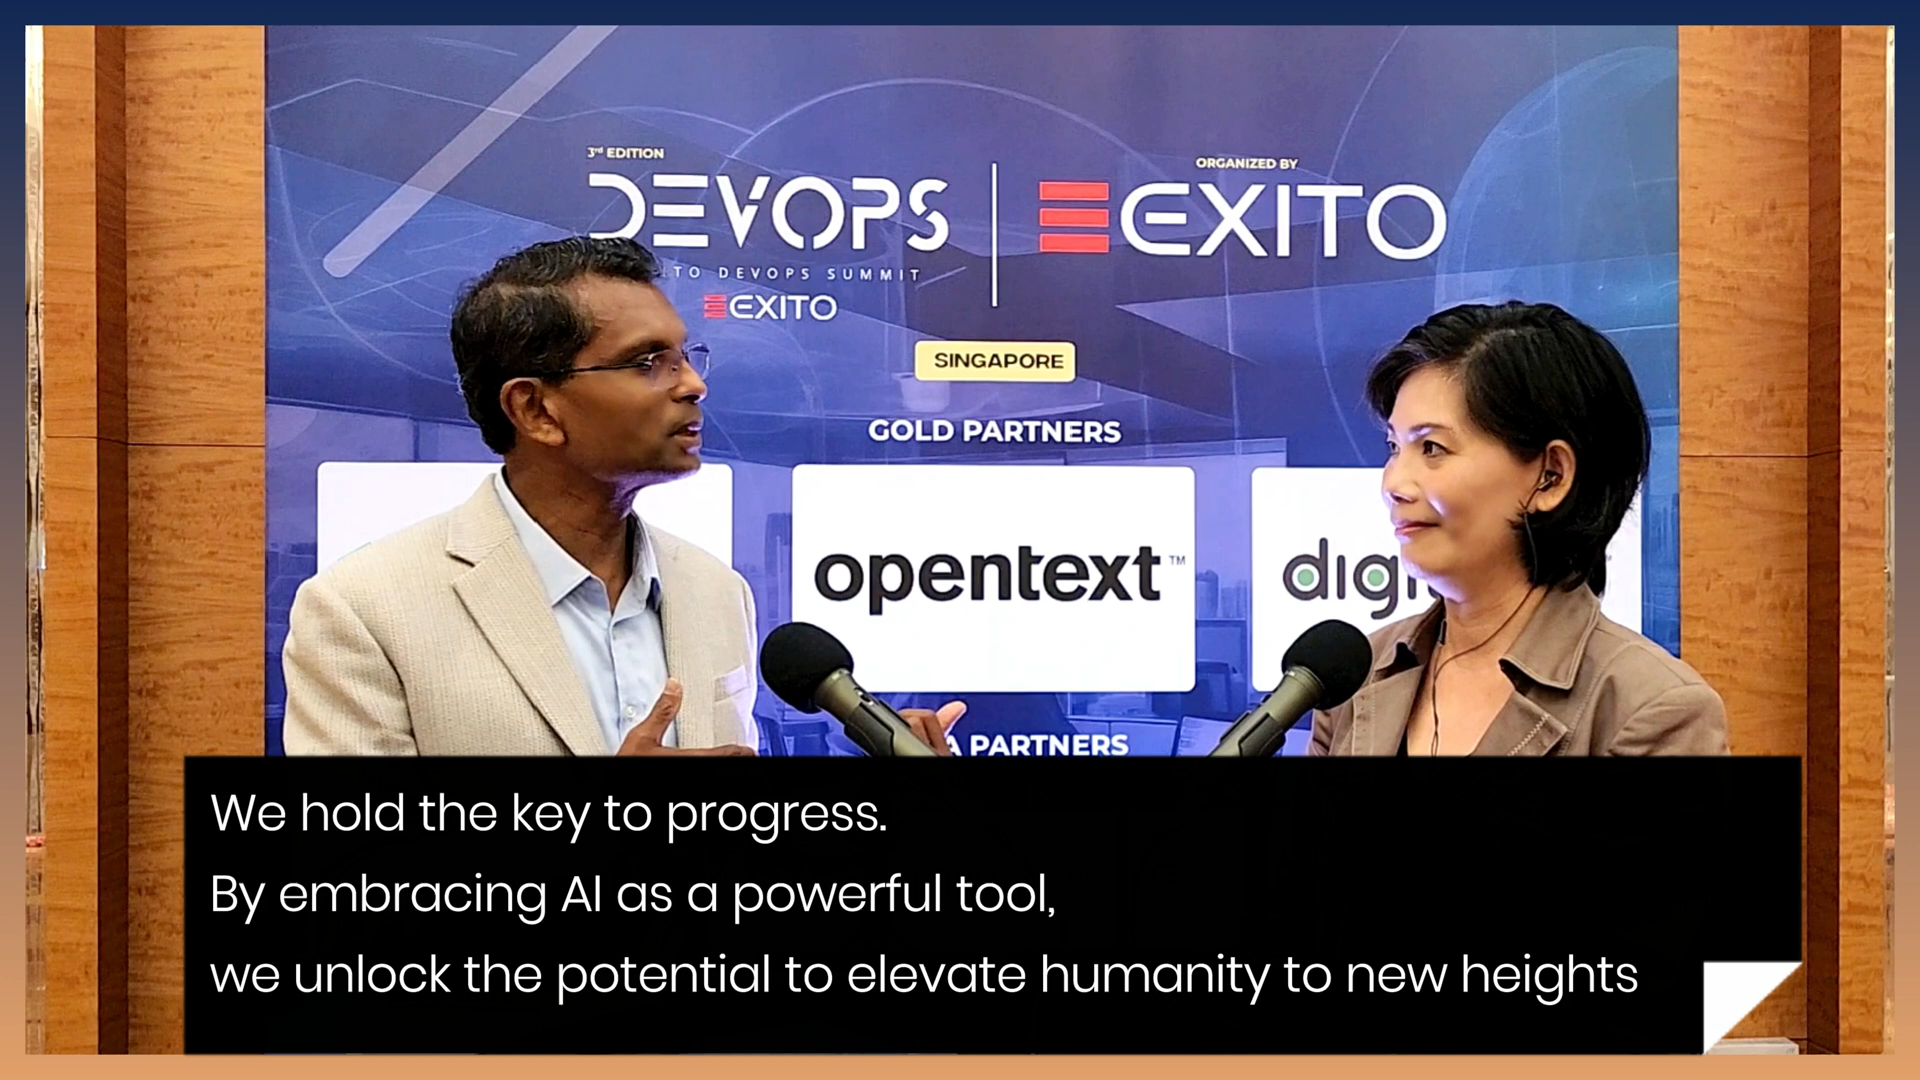 3rd EDITION
DEVOPS
TO DEVOPS SUMMIT
EXITO
ORGANIZED BY
EXITO
SINGAPORE
GOLD PARTNERS
opentext™
PARTNERS
We hold the key to progress.
By embracing AI as a powerful tool,
we unlock the potential to elevate humanity to new heights